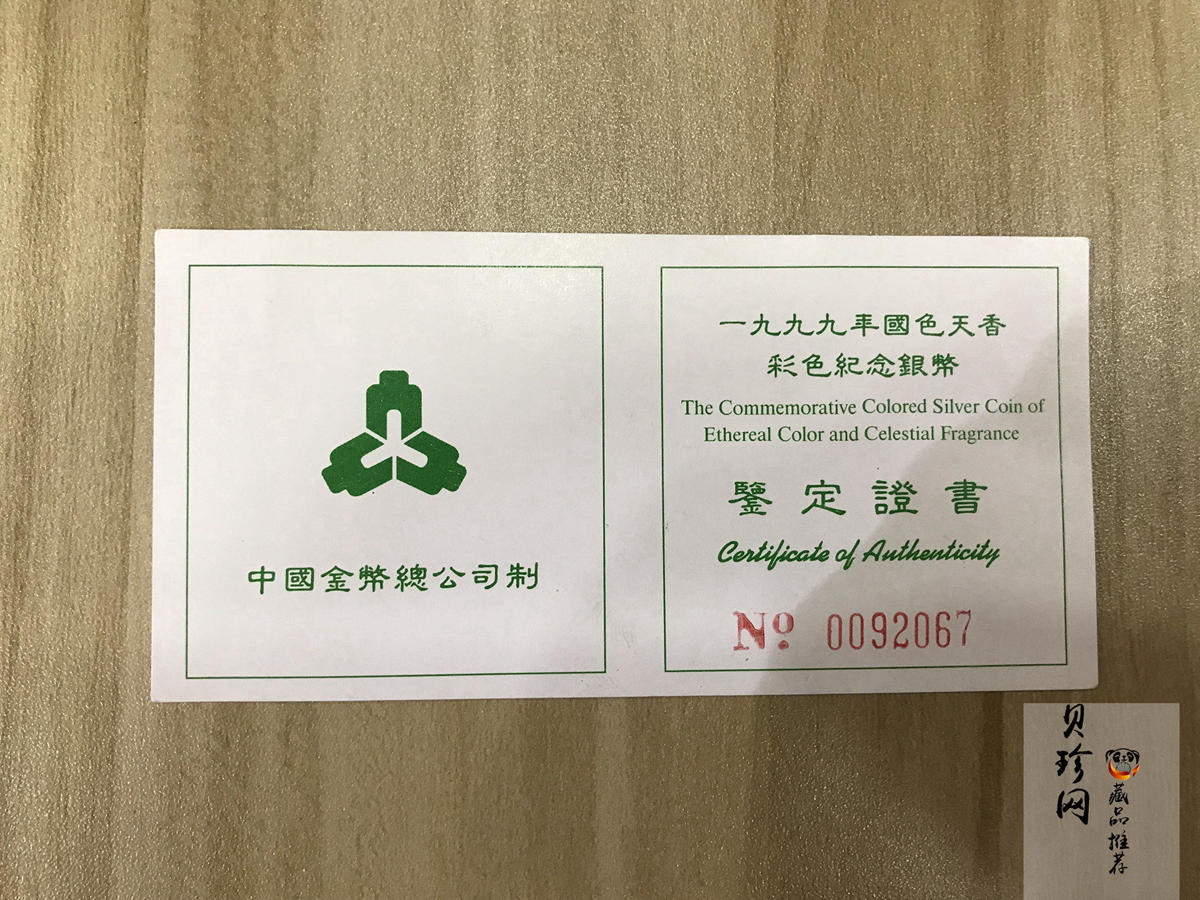 中國金幣總公司制
一九九九年國色天香
彩色紀念銀幣
The Commemorative Colored Silver Coin of
Ethereal Color and Celestial Fragrance
鑒定證書
Certificate of Authenticity
Nº 0092067
贝珍网
藏品推荐